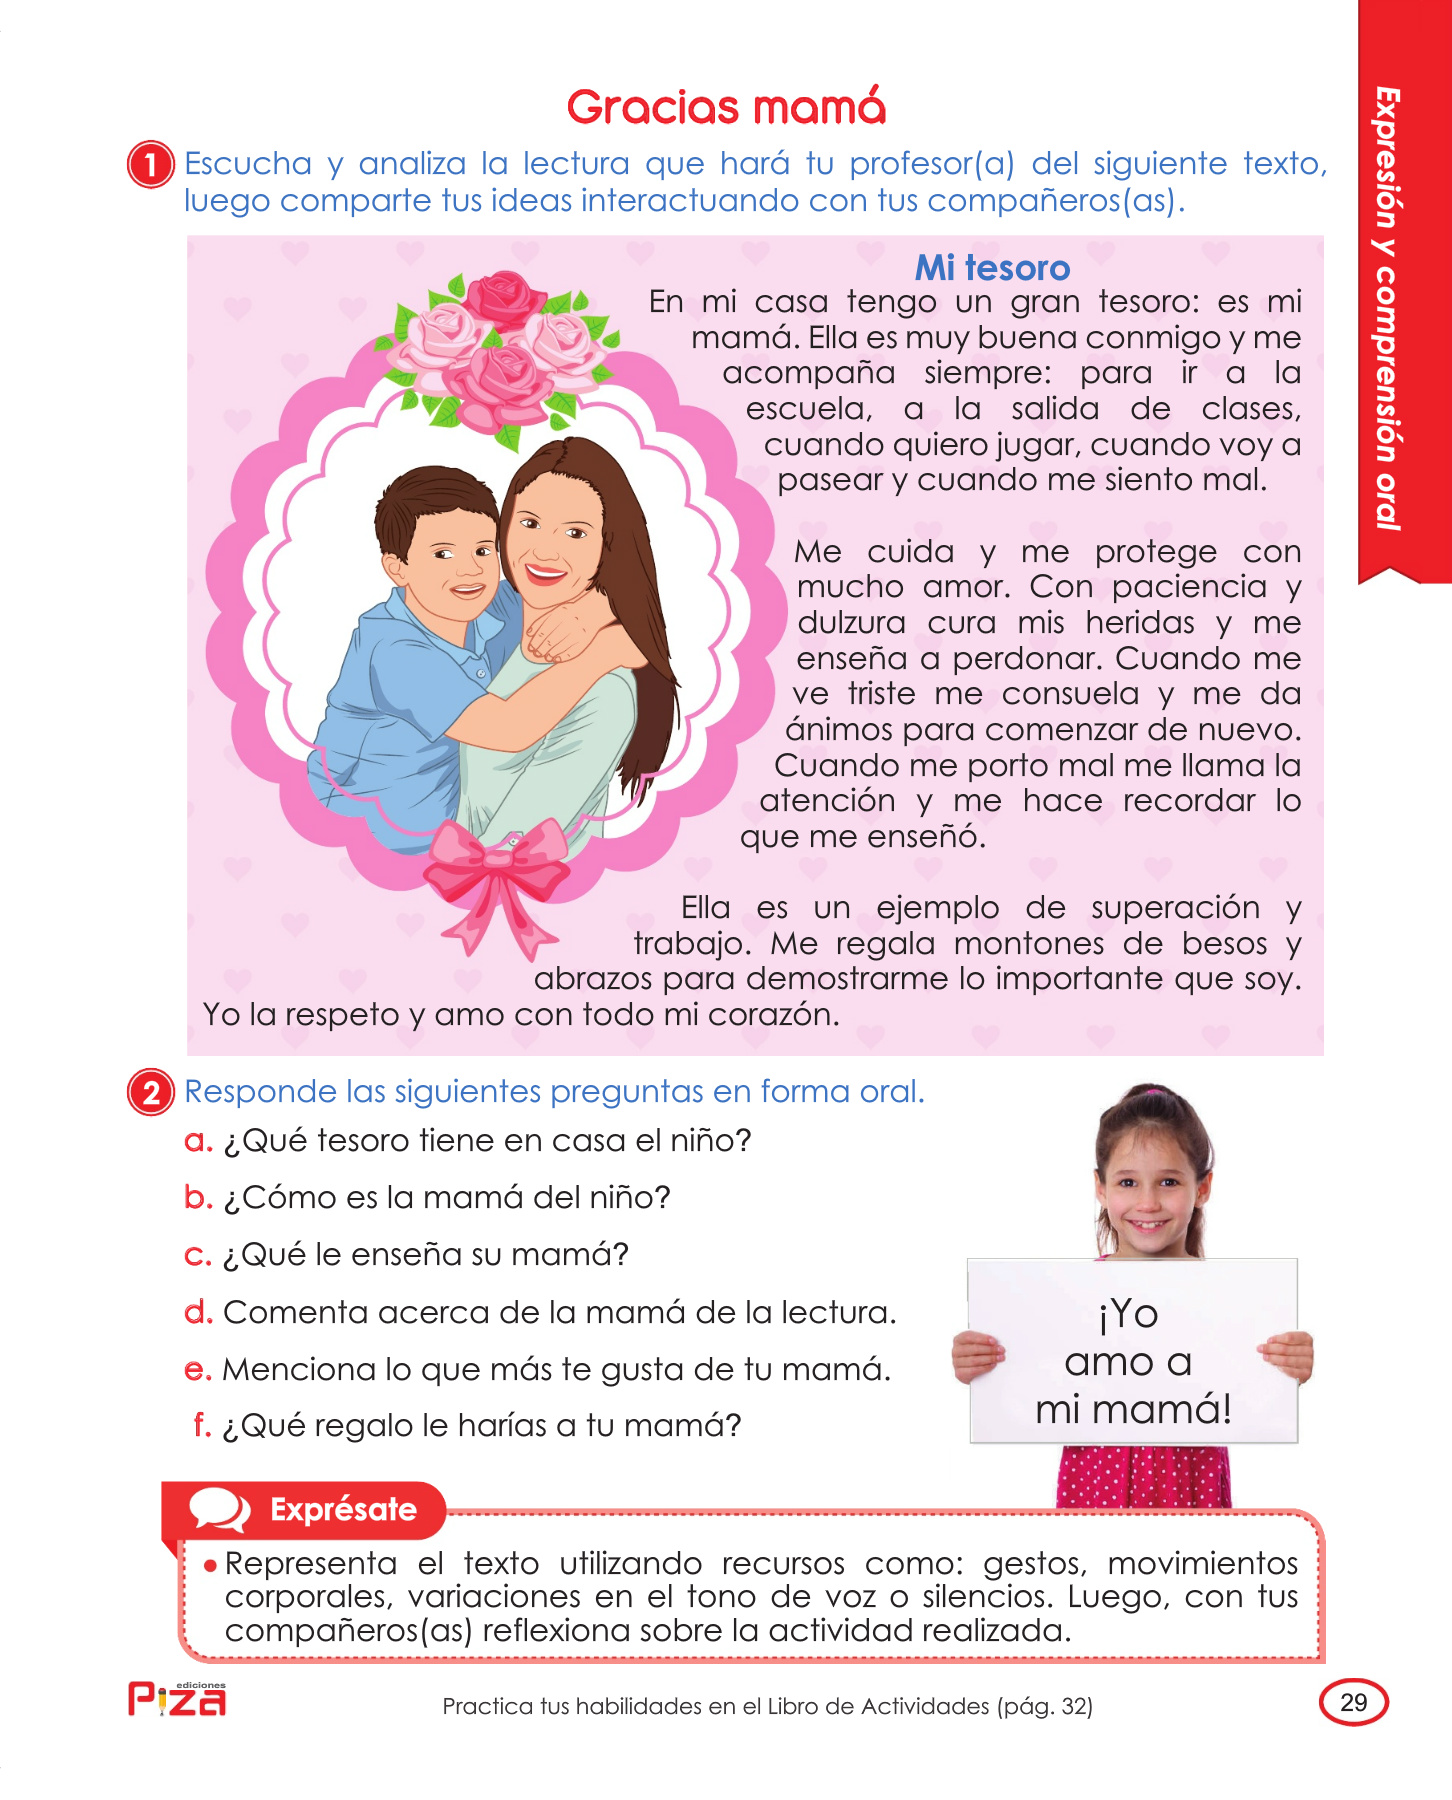 Expresión y comprensión oral
Gracias mamá
1 Escucha y analiza la lectura que hará tu profesor(a) del siguiente texto,
luego comparte tus ideas interactuando con tus compañeros(as).
Mi tesoro
En mi casa tengo un gran tesoro: es mi
mamá. Ella es muy buena conmigo y me
acompaña siempre: para ir a la
escuela, a la salida de clases,
cuando quiero jugar, cuando voy a
pasear y cuando me siento mal.
Me cuida y me protege con
mucho amor. Con paciencia y
dulzura cura mis heridas y me
enseña a perdonar. Cuando me
ve triste me consuela y me da
ánimos para comenzar de nuevo.
Cuando me porto mal me llama la
atención y me hace recordar lo
que me enseñó.
Ella es un ejemplo de superación y
trabajo. Me regala montones de besos y
abrazos para demostrarme lo importante que soy.
Yo la respeto y amo con todo mi corazón.
2 Responde las siguientes preguntas en forma oral.
a. ¿Qué tesoro tiene en casa el niño?
b. ¿Cómo es la mamá del niño?
c. ¿Qué le enseña su mamá?
d. Comenta acerca de la mamá de la lectura.
e. Menciona lo que más te gusta de tu mamá.
f. ¿Qué regalo le harías a tu mamá?
¡Yo
amo a
mi mamá!
Exprésate
• Representa el texto utilizando recursos como: gestos, movimientos
corporales, variaciones en el tono de voz o silencios. Luego, con tus
compañeros(as) reflexiona sobre la actividad realizada.
ediciones
Piza
Practica tus habilidades en el Libro de Actividades (pág. 32)
29